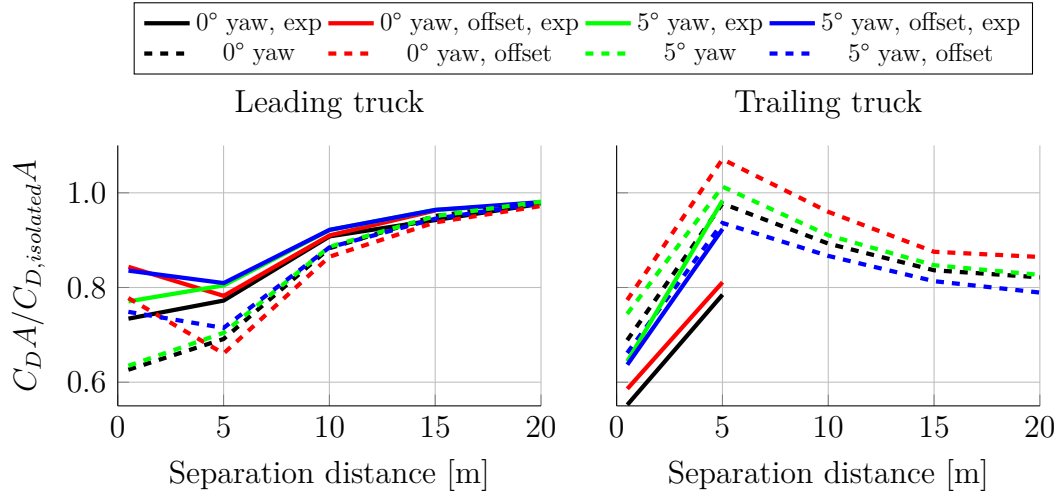 0° yaw, exp 0° yaw, offset, exp 5° yaw, exp 5° yaw, offset, exp
0° yaw 0° yaw, offset 5° yaw 5° yaw, offset
Leading truck Trailing truck
C_D A/C_{D,isolated} A
1.0
0.8
0.6
0 5 10 15 20 0 5 10 15 20
Separation distance [m] Separation distance [m]